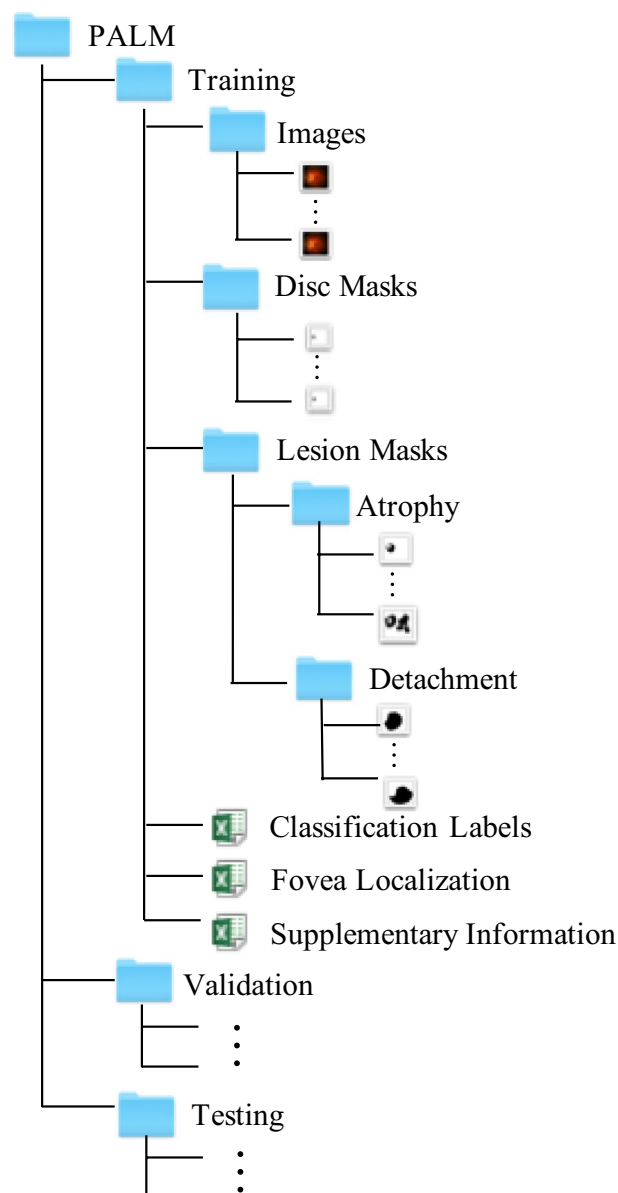 PALM
Training
Images
Disc Masks
Lesion Masks
Atrophy
Detachment
Classification Labels
Fovea Localization
Supplementary Information
Validation
Testing